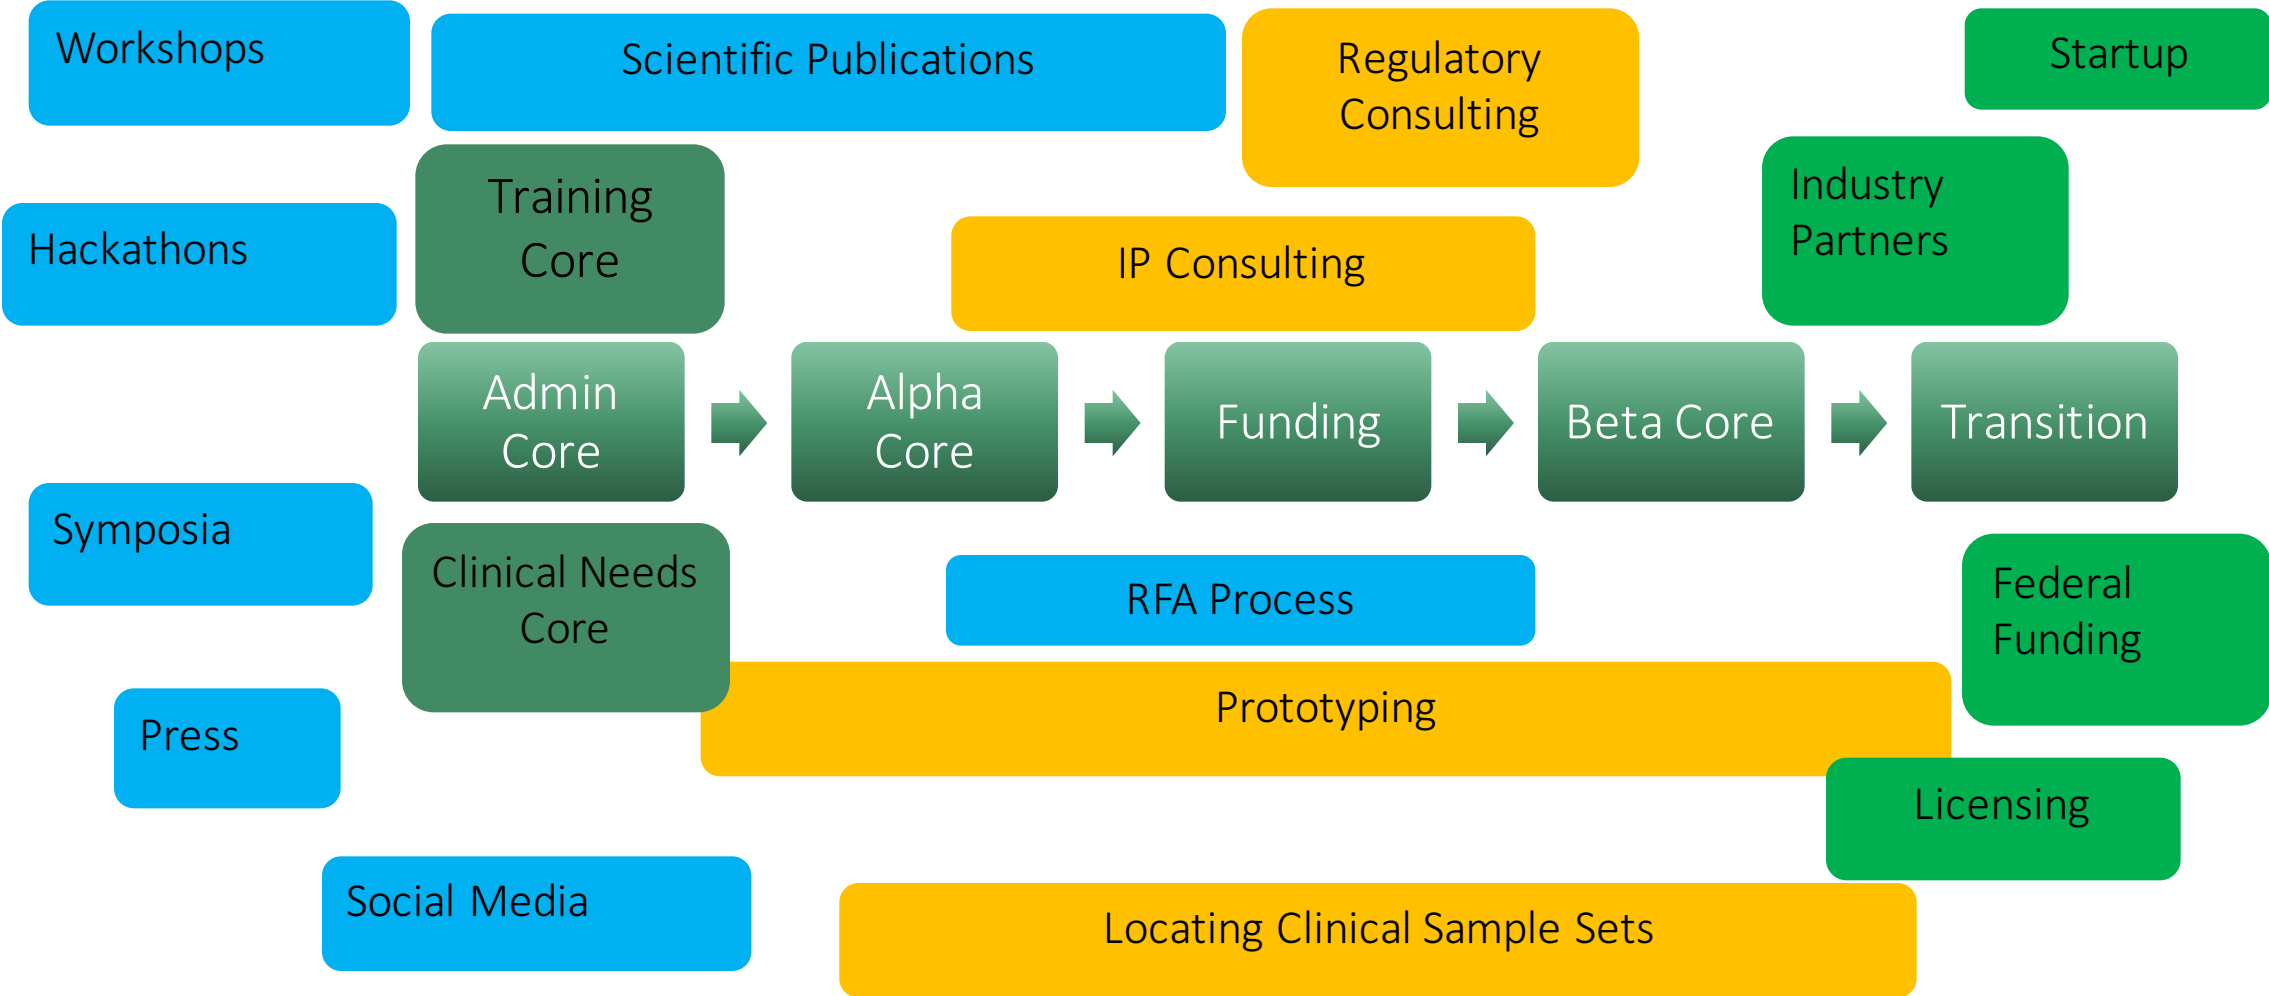 Workshops
Scientific Publications
Regulatory
Consulting
Startup
Training
Core
Industry
Partners
Hackathons
IP Consulting
Admin
Core
Alpha
Core
Funding
Beta Core
Transition
Symposia
Clinical Needs
Core
RFA Process
Federal
Funding
Press
Prototyping
Licensing
Social Media
Locating Clinical Sample Sets